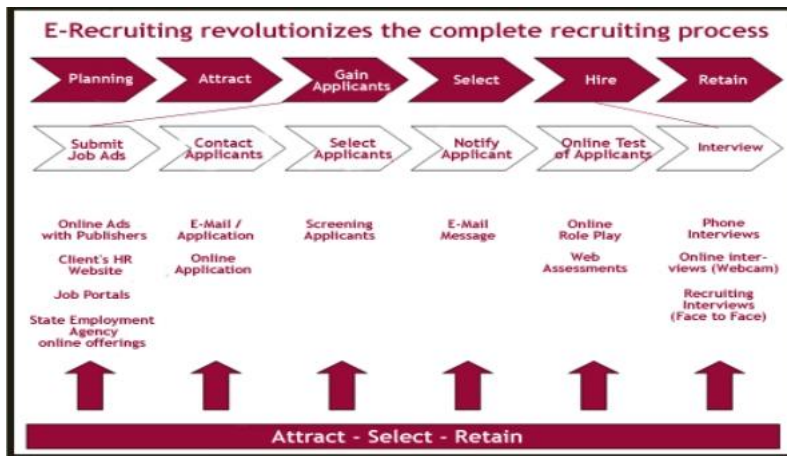 E-Recruiting revolutionizes the complete recruiting process
Planning
Attract
Gain
Applicants
Select
Hire
Retain
Submit
Job Ads
Contact
Applicants
Select
Applicants
Notify
Applicant
Online Test
of Applicants
Interview
Online Ads
with Publishers
Client's HR
Website
Job Portals
State Employment
Agency
online offerings
E-Mail /
Application
Online
Application
Screening
Applicants
E-Mail
Message
Online
Role Play
Web
Assessments
Phone
Interviews
Online inter-
views (Webcam)
Recruiting
Interviews
(Face to Face)
Attract - Select - Retain